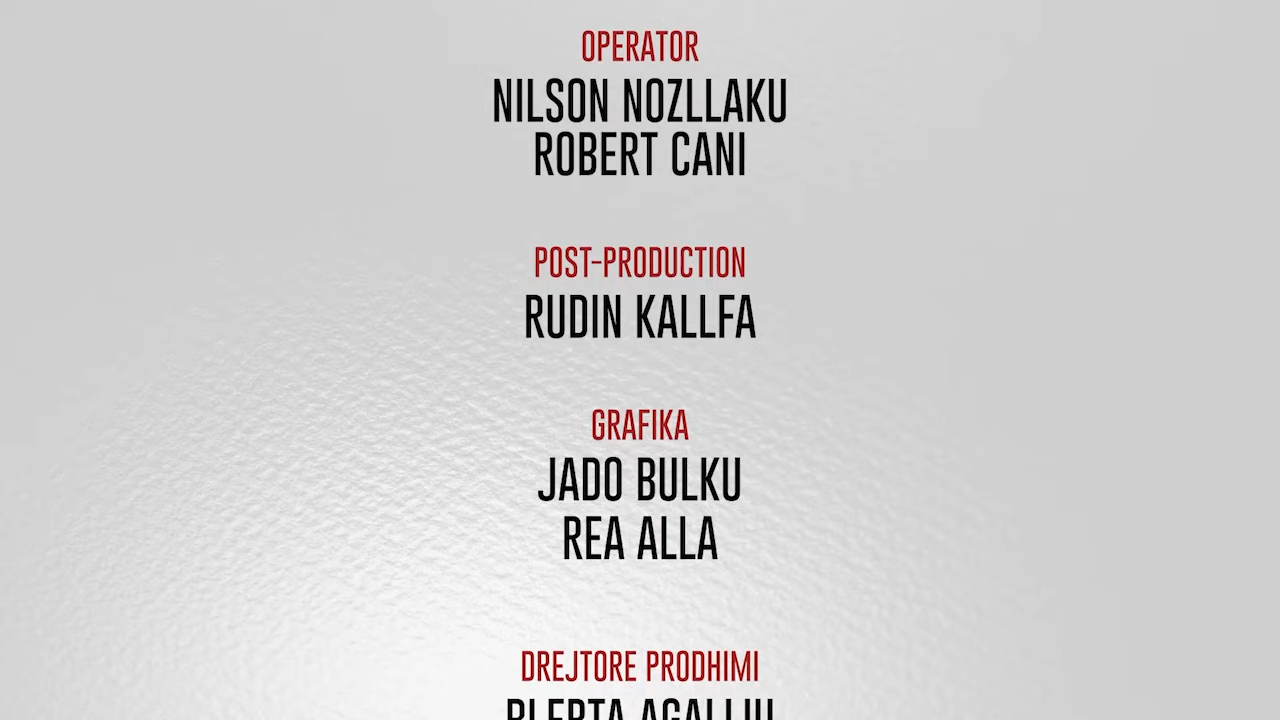 OPERATOR
NILSON NOZLLAKU
ROBERT CANI
POST-PRODUCTION
RUDIN KALLFA
GRAFIKA
JADO BULKU
REA ALLA
DREJTORE PRODHIMI